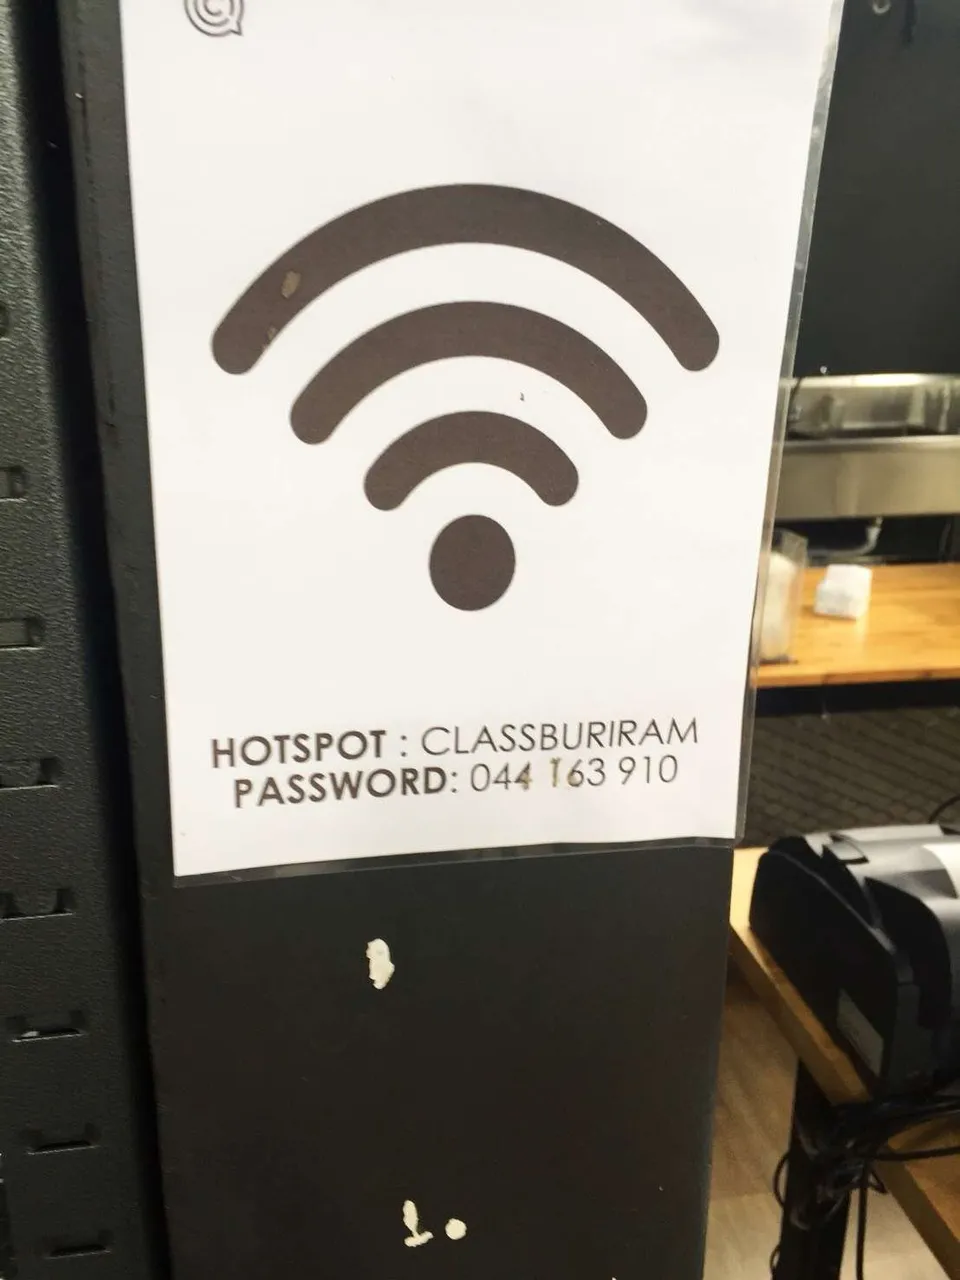 HOTSPOT : CLASSBURIRAM
PASSWORD: 044 163 910